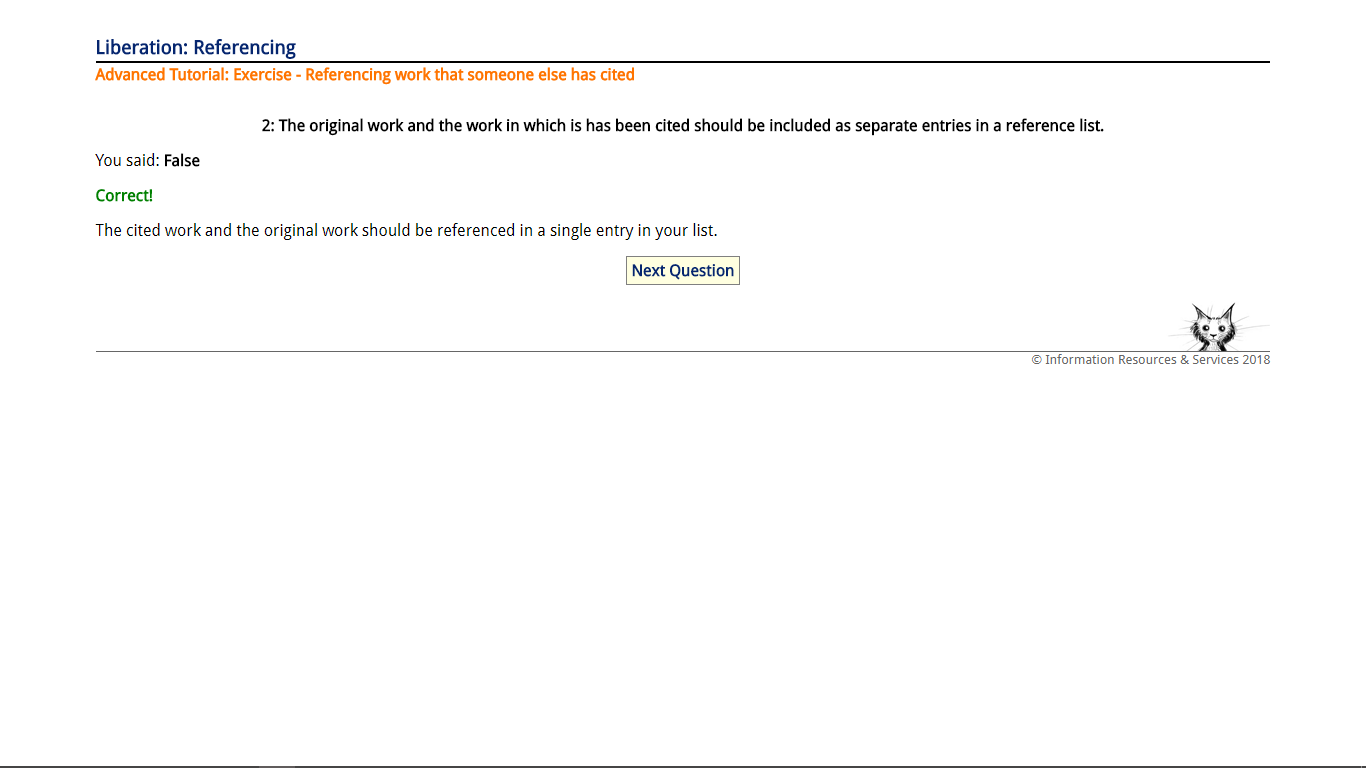 Liberation: Referencing
Advanced Tutorial: Exercise - Referencing work that someone else has cited
2: The original work and the work in which is has been cited should be included as separate entries in a reference list.
You said: False
Correct!
The cited work and the original work should be referenced in a single entry in your list.
Next Question
© Information Resources & Services 2018